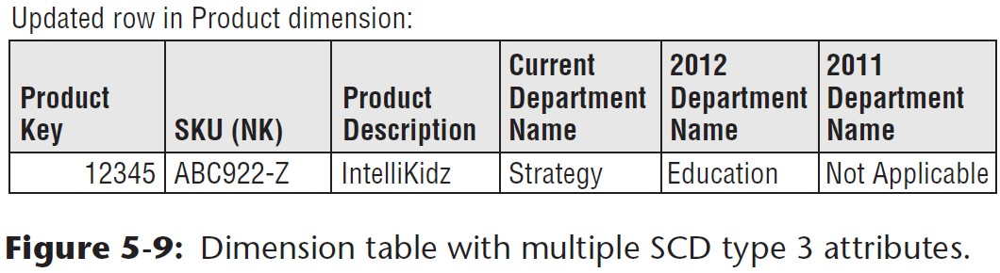 Updated row in Product dimension:
Product Key | SKU (NK) | Product Description | Current Department Name | 2012 Department Name | 2011 Department Name
12345 | ABC922-Z | IntelliKidz | Strategy | Education | Not Applicable
Figure 5-9: Dimension table with multiple SCD type 3 attributes.